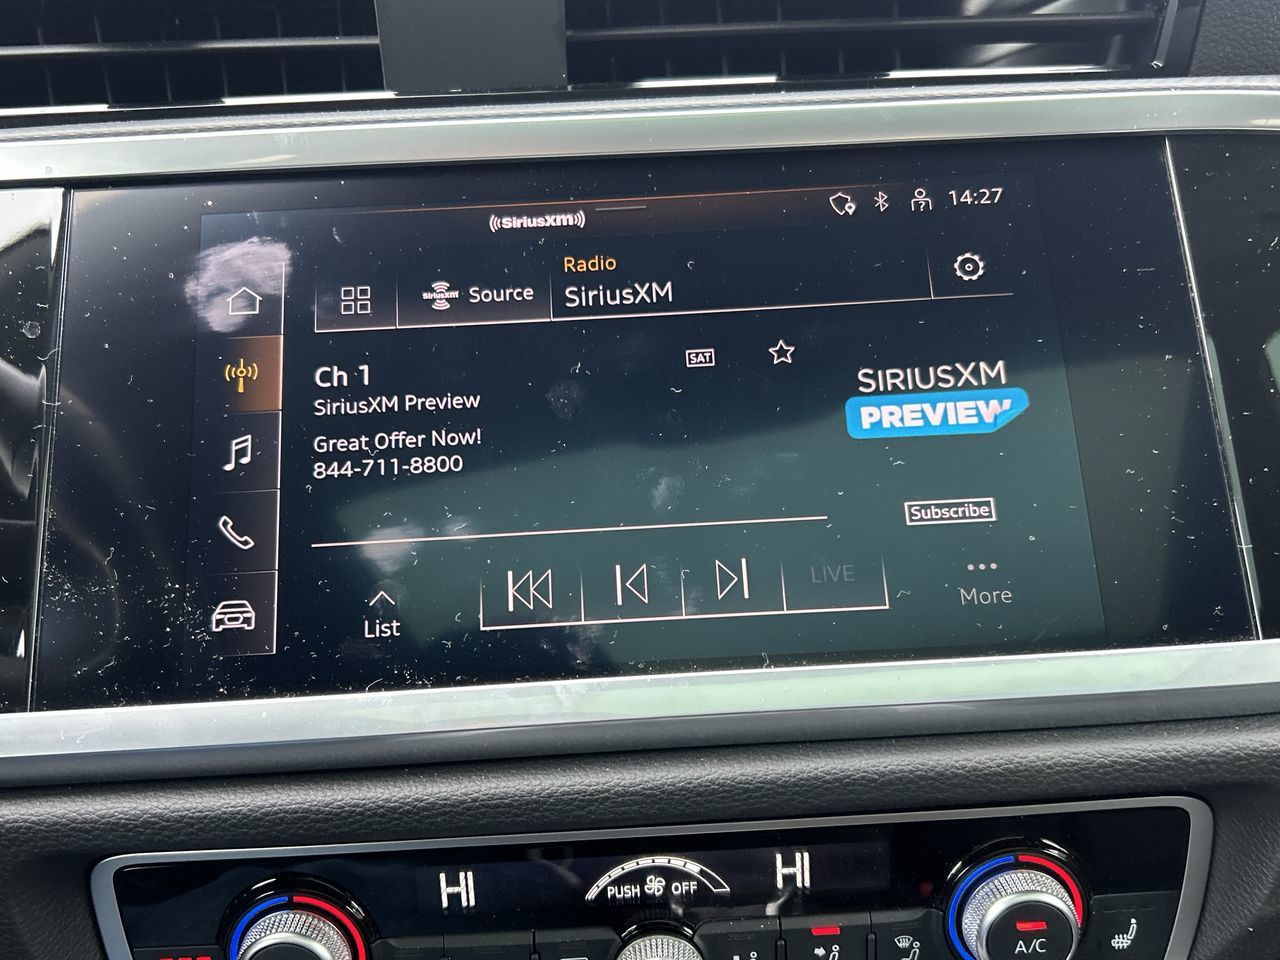 ((SiriusXM))
14:27
Radio
SiriusXM
Source
SiriusXM
Ch 1
SAT
SiriusXM Preview
SIRIUSXM
PREVIEW
Great Offer Now!
844-711-8800
Subscribe
LIVE
List
More
HI
PUSH OFF
HI
A/C